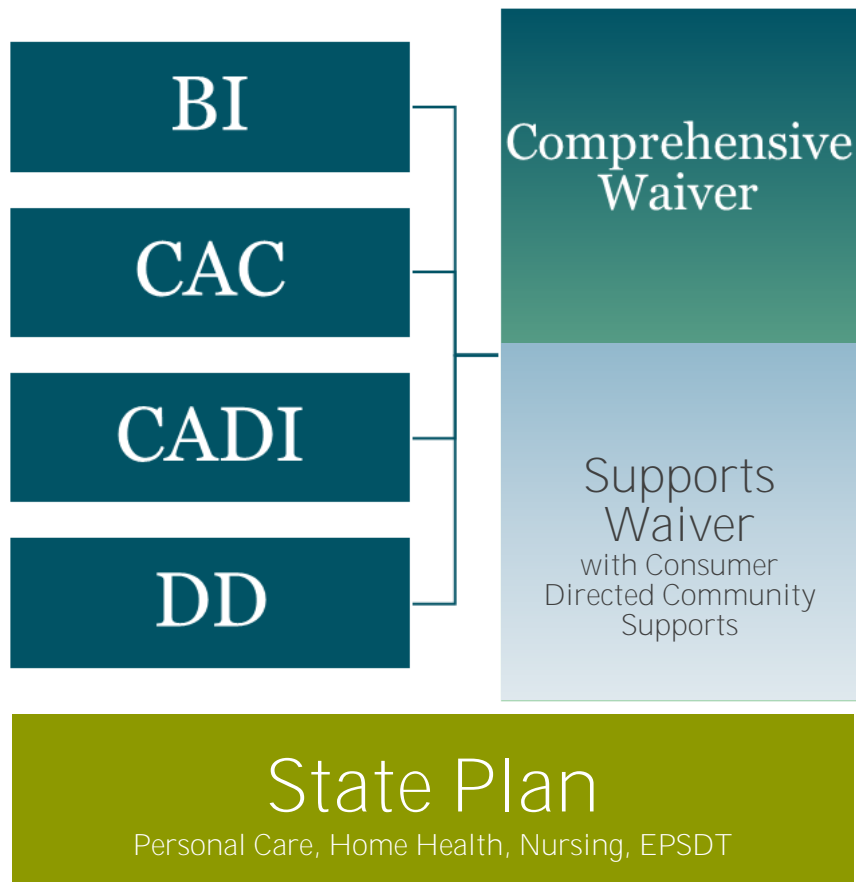 BI
CAC
CADI
DD
Comprehensive
Waiver
Supports
Waiver
with Consumer
Directed Community
Supports
State Plan
Personal Care, Home Health, Nursing, EPSDT